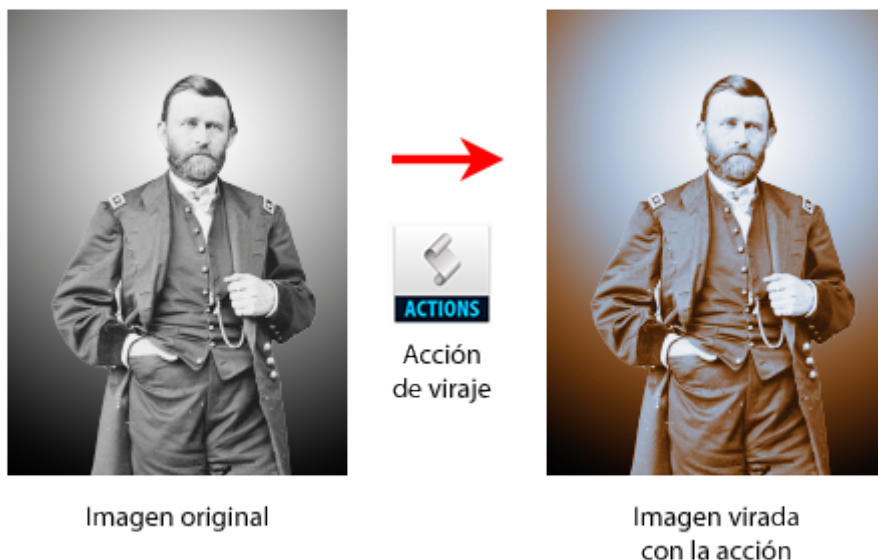 ACTIONS
Acción
de viraje
Imagen original
Imagen virada
con la acción